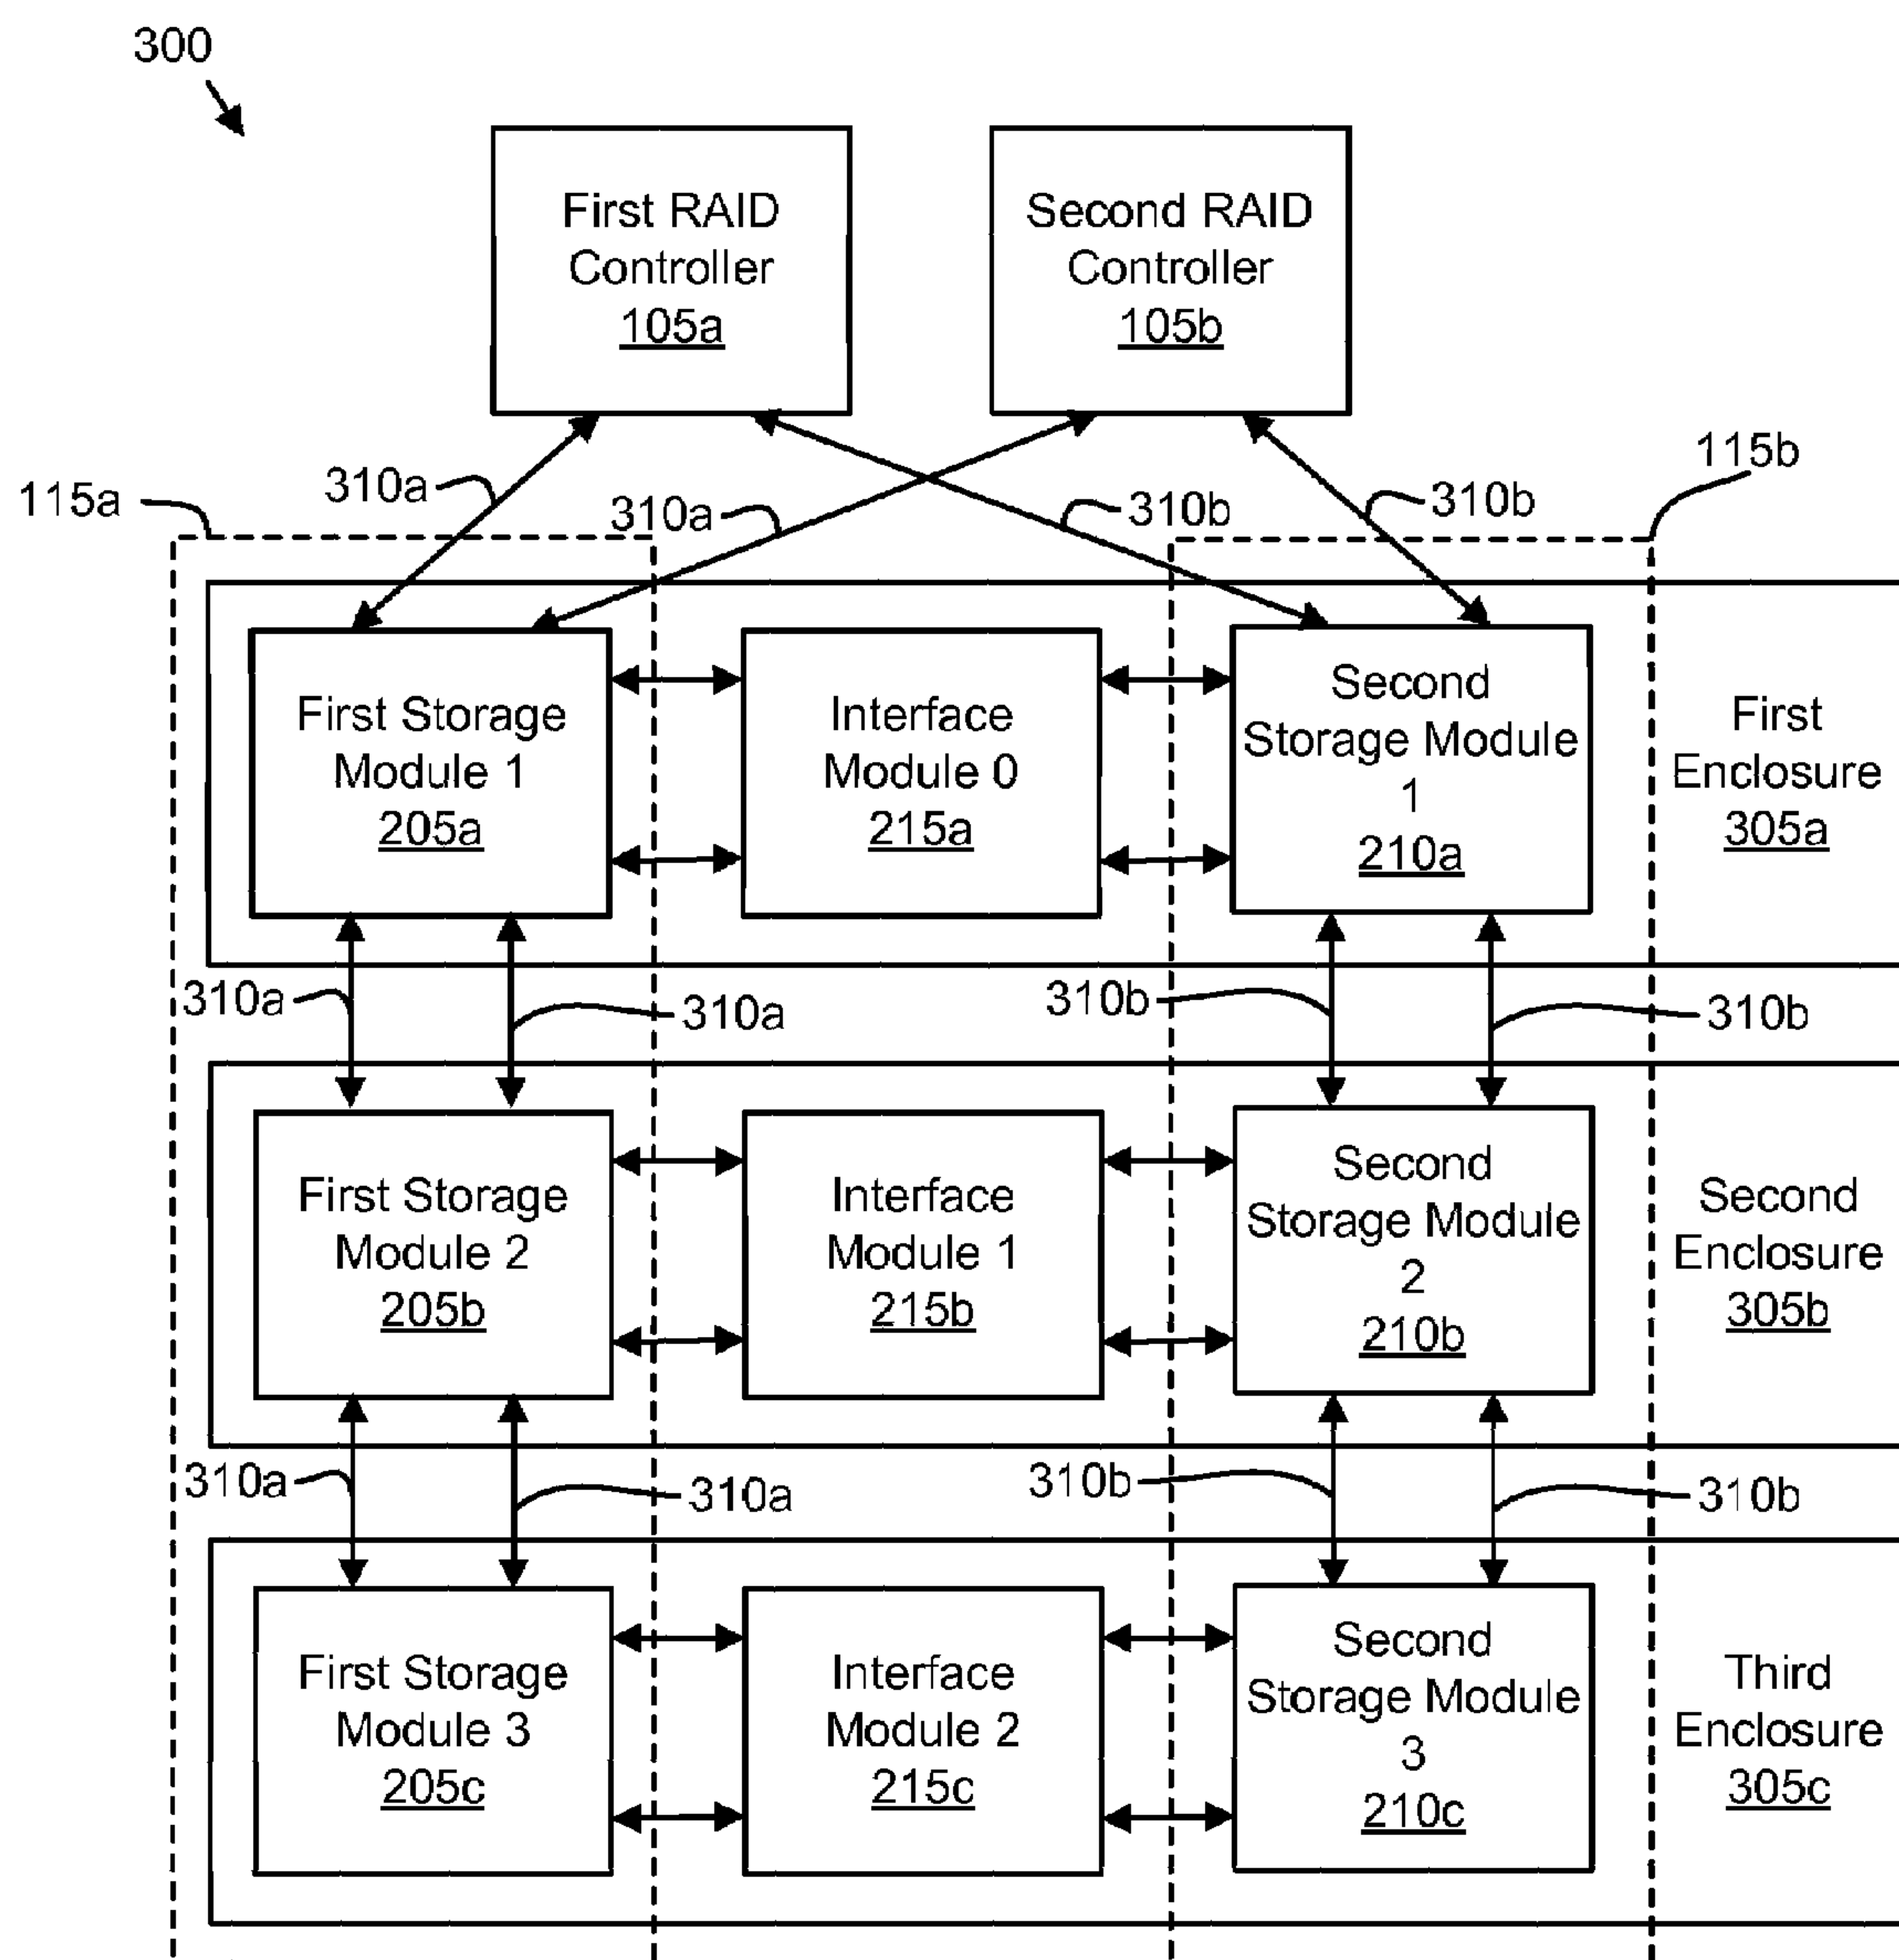 300
First RAID
Controller
105a
Second RAID
Controller
105b
115a
310a
310a
310b
310b
115b
First Storage
Module 1
205a
Interface
Module 0
215a
Second
Storage Module
1
210a
First
Enclosure
305a
310a
310a
310b
310b
First Storage
Module 2
205b
Interface
Module 1
215b
Second
Storage Module
2
210b
Second
Enclosure
305b
310a
310a
310b
310b
First Storage
Module 3
205c
Interface
Module 2
215c
Second
Storage Module
3
210c
Third
Enclosure
305c